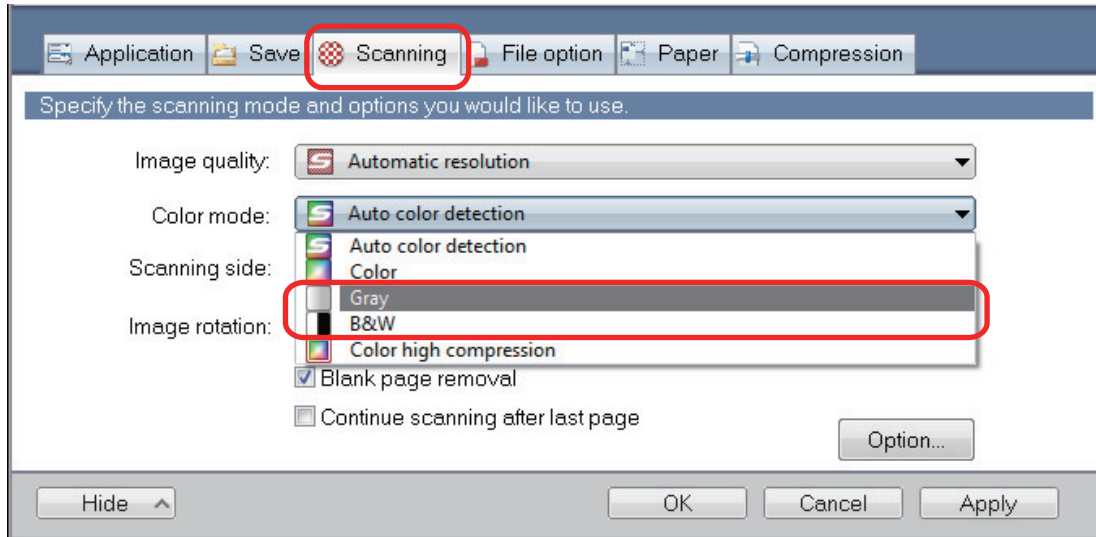 Application Save Scanning File option Paper Compression
Specify the scanning mode and options you would like to use.
Image quality: Automatic resolution
Color mode: Auto color detection
Auto color detection
Scanning side:
Color
Gray
Image rotation: B&W
Color high compression
Blank page removal
Continue scanning after last page
Option...
Hide OK Cancel Apply